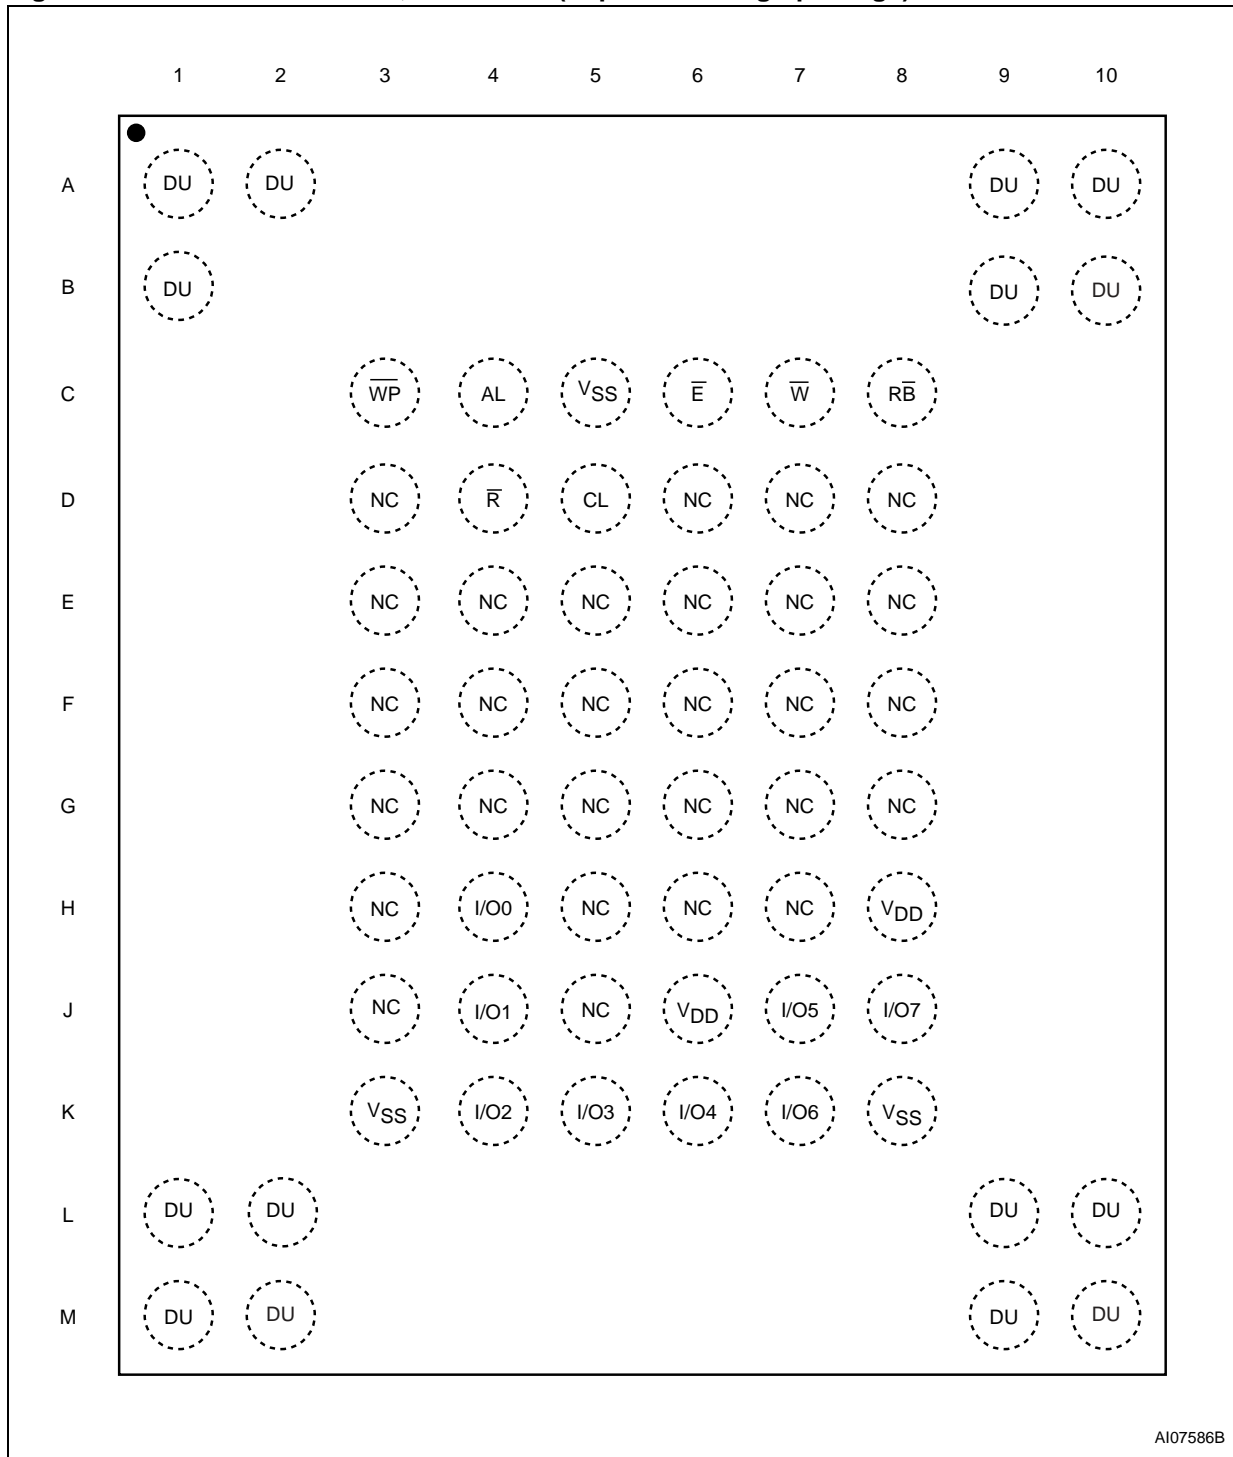 1 2 3 4 5 6 7 8 9 10
A DU DU DU DU
B DU DU DU
C W̅P̅ AL VSS E̅ W̅ RB̅
D NC R̅ CL NC NC NC
E NC NC NC NC NC NC
F NC NC NC NC NC NC
G NC NC NC NC NC NC
H NC I/O0 NC NC NC VDD
J NC I/O1 NC VDD I/O5 I/O7
K VSS I/O2 I/O3 I/O4 I/O6 VSS
L DU DU DU DU
M DU DU DU DU
AI07586B